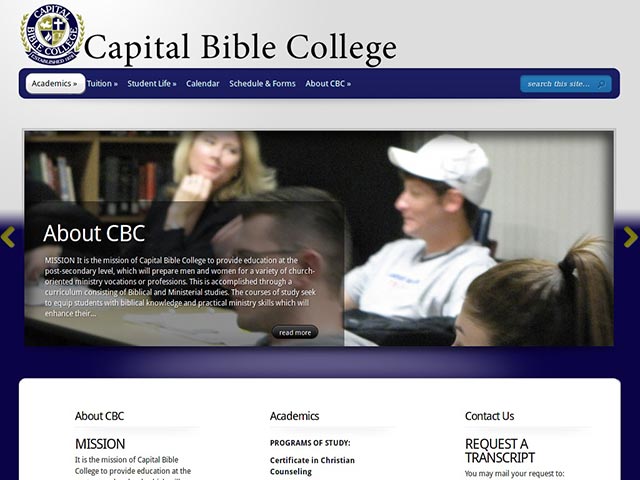 CAPITAL
BIBLE COLLEGE
Capital Bible College
Academics »
Tuition »
Student Life »
Calendar
Schedule & Forms
About CBC »
search this site...
About CBC
MISSION It is the mission of Capital Bible College to provide education at the
post-secondary level, which will prepare men and women for a variety of church-
oriented ministry vocations or professions. This is accomplished through a
curriculum consisting of Biblical and Ministerial studies. The courses of study seek
to equip students with biblical knowledge and practical ministry skills which will
enhance their...
read more
About CBC
MISSION
It is the mission of Capital Bible
College to provide education at the
Academics
PROGRAMS OF STUDY:
Certificate in Christian
Counseling
Contact Us
REQUEST A
TRANSCRIPT
You may mail your request to: